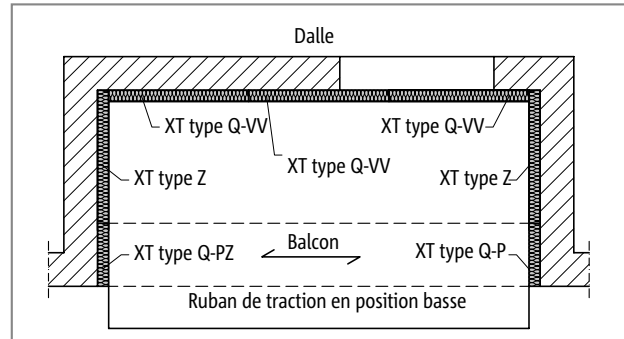 Dalle
XT type Q-VV
XT type Q-VV
XT type Q-VV
XT type Z
XT type Z
XT type Q-PZ
Balcon
XT type Q-P
Ruban de traction en position basse